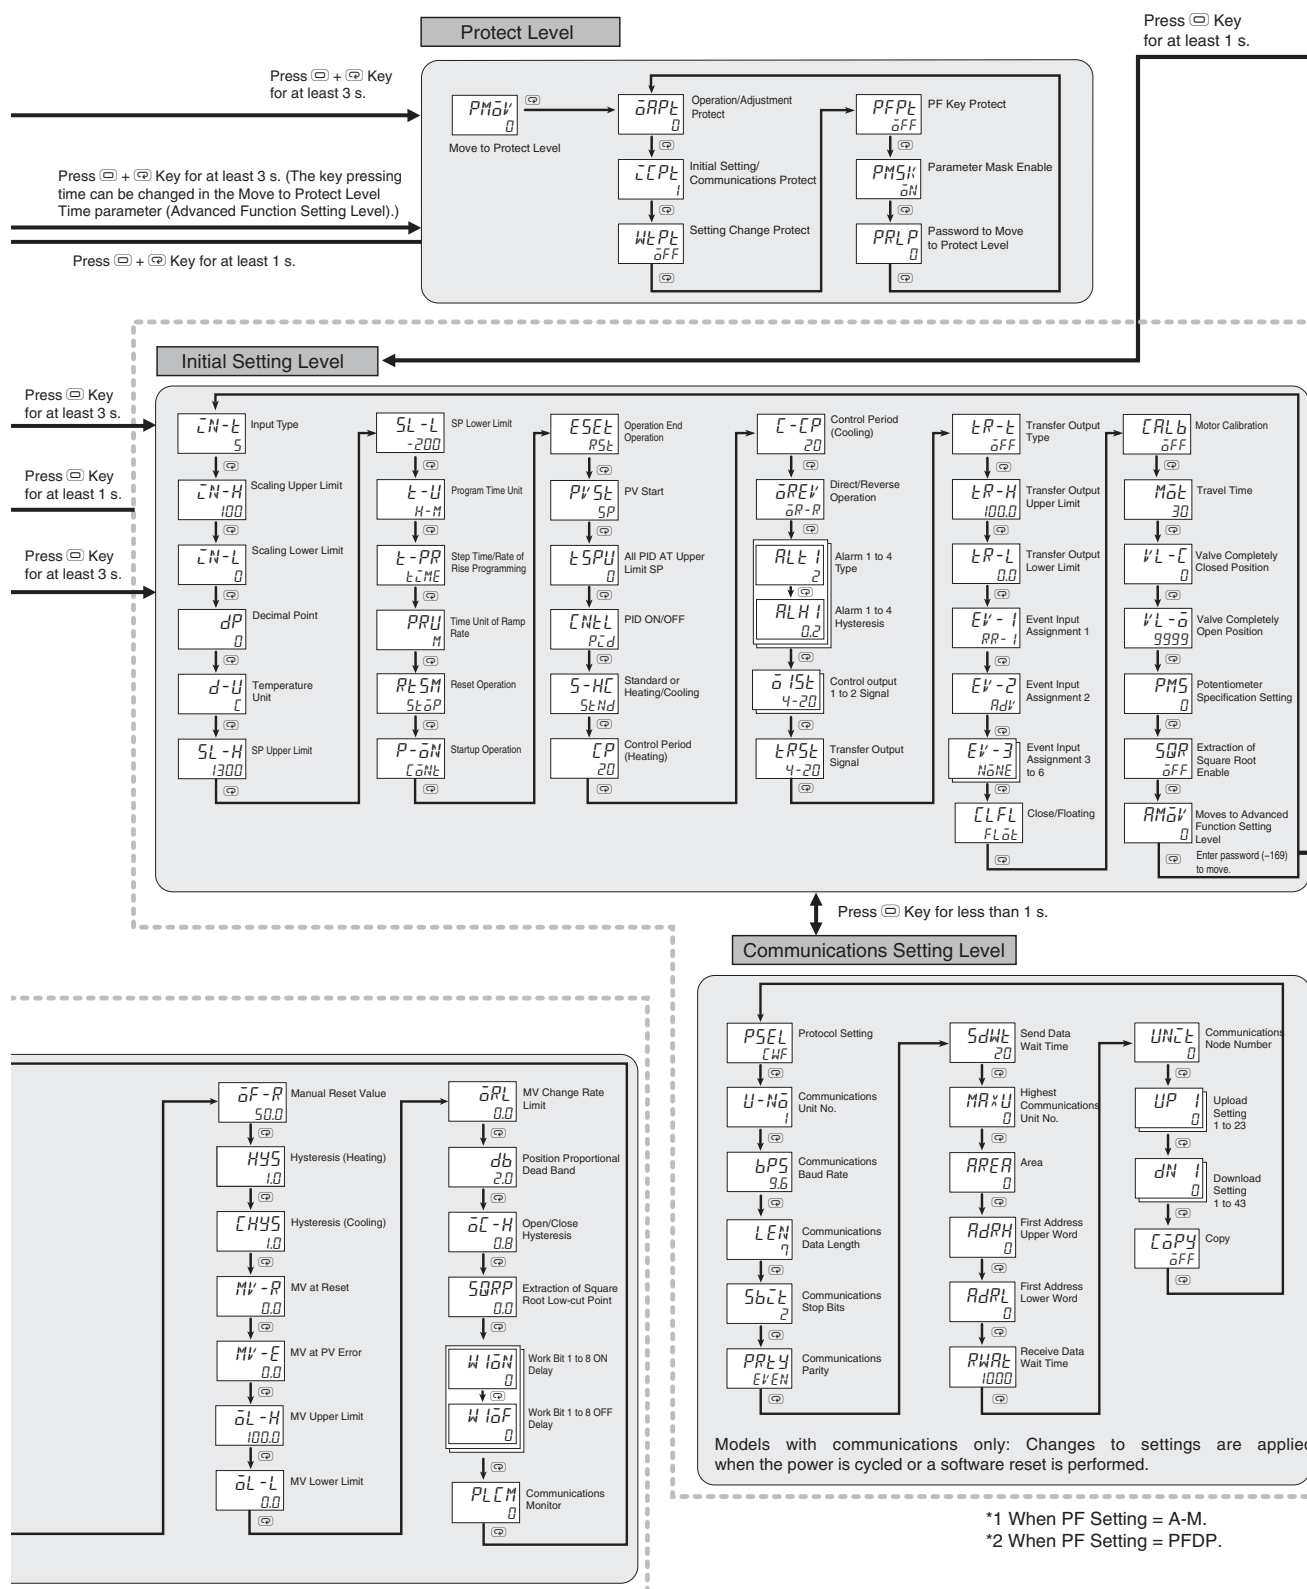 Protect Level
Press Key
for at least 1 s.
Press + Key
for at least 3 s.
PMoV
0
Move to Protect Level
oAPt
0
Operation/Adjustment
Protect
iCPt
1
Initial Setting/
Communications Protect
WtPt
oFF
Setting Change Protect
PFPt
oFF
PF Key Protect
PMSK
oN
Parameter Mask Enable
PRLP
0
Password to Move
to Protect Level
Press + Key for at least 3 s. (The key pressing
time can be changed in the Move to Protect Level
Time parameter (Advanced Function Setting Level).)
Press + Key for at least 1 s.
Initial Setting Level
Press Key
for at least 3 s.
Press Key
for at least 1 s.
Press Key
for at least 3 s.
iN-t
5
Input Type
iN-H
100
Scaling Upper Limit
iN-L
0
Scaling Lower Limit
dP
0
Decimal Point
d-U
C
Temperature
Unit
SL-H
1300
SP Upper Limit
SL-L
-200
SP Lower Limit
t-U
H-M
Program Time Unit
t-PR
tiME
Step Time/Rate of
Rise Programming
PRU
M
Time Unit of Ramp
Rate
RESM
SToP
Reset Operation
P-oN
CoNt
Startup Operation
ESEt
RSt
Operation End
Operation
PVSt
SP
PV Start
tSPU
0
All PID AT Upper
Limit SP
CNtL
Pid
PID ON/OFF
S-HC
StNd
Standard or
Heating/Cooling
CP
20
Control Period
(Heating)
C-CP
20
Control Period
(Cooling)
oREV
oR-R
Direct/Reverse
Operation
ALt1
2
Alarm 1 to 4
Type
ALH1
0.2
Alarm 1 to 4
Hysteresis
o1St
4-20
Control output
1 to 2 Signal
tRSt
4-20
Transfer Output
Signal
tR-t
oFF
Transfer Output
Type
tR-H
100.0
Transfer Output
Upper Limit
tR-L
0.0
Transfer Output
Lower Limit
EV-1
RR-1
Event Input
Assignment 1
EV-2
AdV
Event Input
Assignment 2
EV-3
NoNE
Event Input
Assignment 3
to 6
CLFL
FLot
Close/Floating
CALb
oFF
Motor Calibration
Mot
30
Travel Time
VL-C
0
Valve Completely
Closed Position
VL-o
9999
Valve Completely
Open Position
PMS
0
Potentiometer
Specification Setting
SQR
oFF
Extraction of
Square Root
Enable
AMoV
0
Moves to Advanced
Function Setting
Level
Enter password (–169)
to move.
Press Key for less than 1 s.
Communications Setting Level
PSEL
CWF
Protocol Setting
U-No
1
Communications
Unit No.
bPS
9.6
Communications
Baud Rate
LEN
7
Communications
Data Length
Sbit
2
Communications
Stop Bits
PRtY
EVEN
Communications
Parity
SdWt
20
Send Data
Wait Time
MAxU
0
Highest
Communications
Unit No.
AREA
0
Area
AdRH
0
First Address
Upper Word
AdRL
0
First Address
Lower Word
RWAt
1000
Receive Data
Wait Time
UNit
0
Communications
Node Number
UP 1
0
Upload
Setting
1 to 23
dN 1
0
Download
Setting
1 to 43
CoPY
oFF
Copy
Models with communications only: Changes to settings are applied
when the power is cycled or a software reset is performed.
oF-R
50.0
Manual Reset Value
HYS
1.0
Hysteresis (Heating)
CHYS
1.0
Hysteresis (Cooling)
MV-R
0.0
MV at Reset
MV-E
0.0
MV at PV Error
oL-H
100.0
MV Upper Limit
oL-L
0.0
MV Lower Limit
oRL
0.0
MV Change Rate
Limit
db
2.0
Position Proportional
Dead Band
oC-H
0.8
Open/Close
Hysteresis
SQRP
0.0
Extraction of Square
Root Low-cut Point
W1oN
0
Work Bit 1 to 8 ON
Delay
W1oF
0
Work Bit 1 to 8 OFF
Delay
PLCM
0
Communications
Monitor
*1 When PF Setting = A-M.
*2 When PF Setting = PFDP.